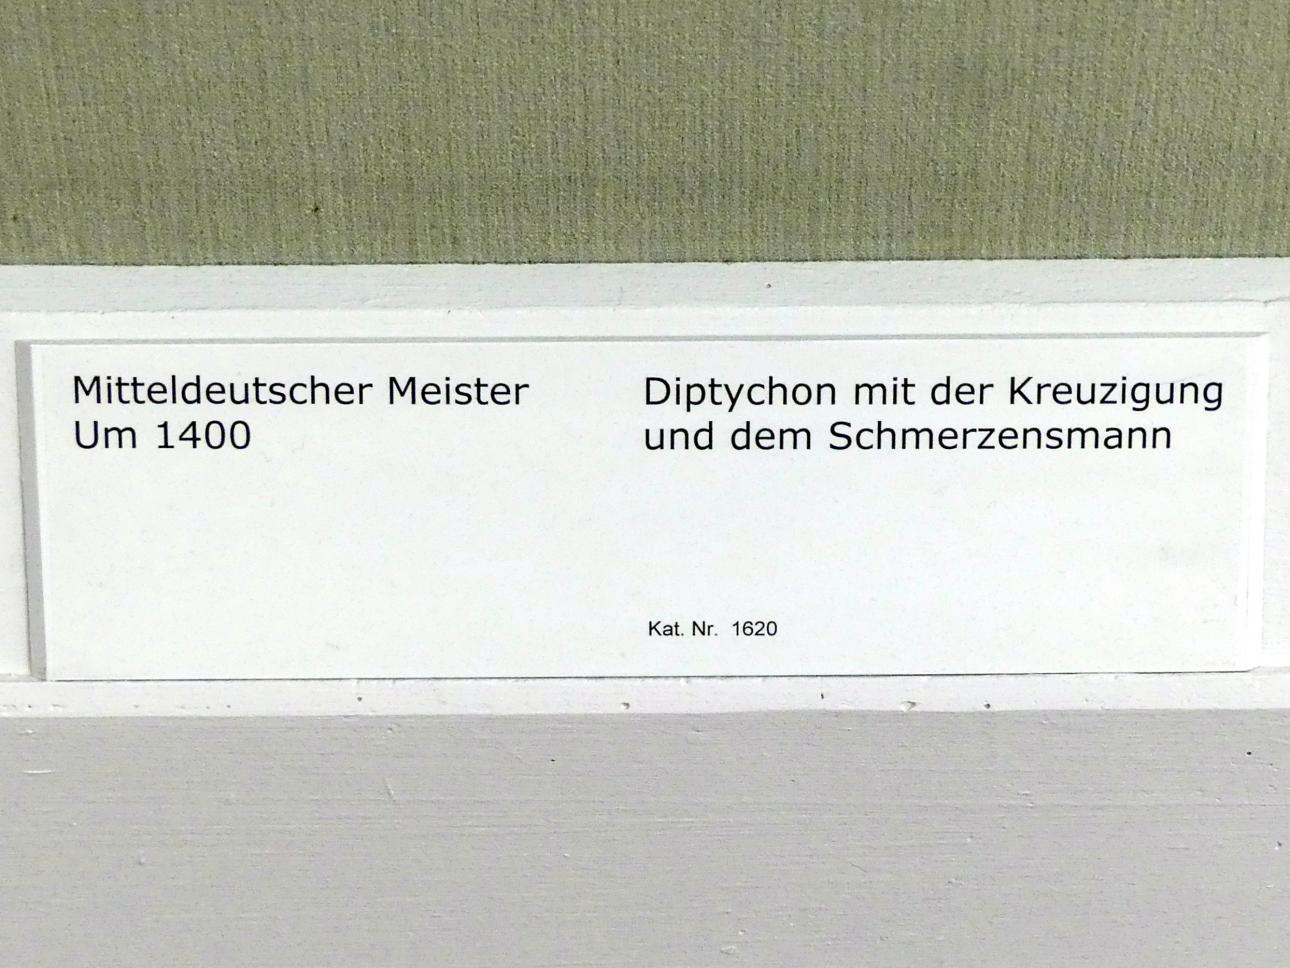 Mitteldeutscher Meister
Um 1400
Diptychon mit der Kreuzigung
und dem Schmerzensmann
Kat. Nr. 1620